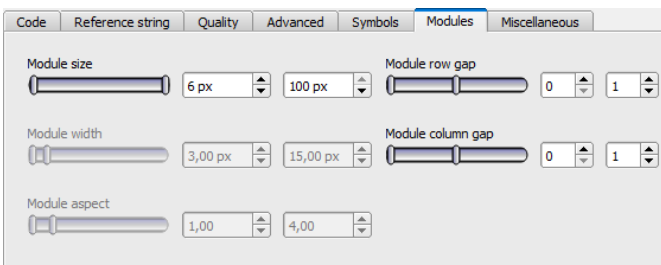 Code Reference string Quality Advanced Symbols Modules Miscellaneous
Module size Module row gap
6 px 100 px 0 1
Module width Module column gap
3,00 px 15,00 px 0 1
Module aspect
1,00 4,00